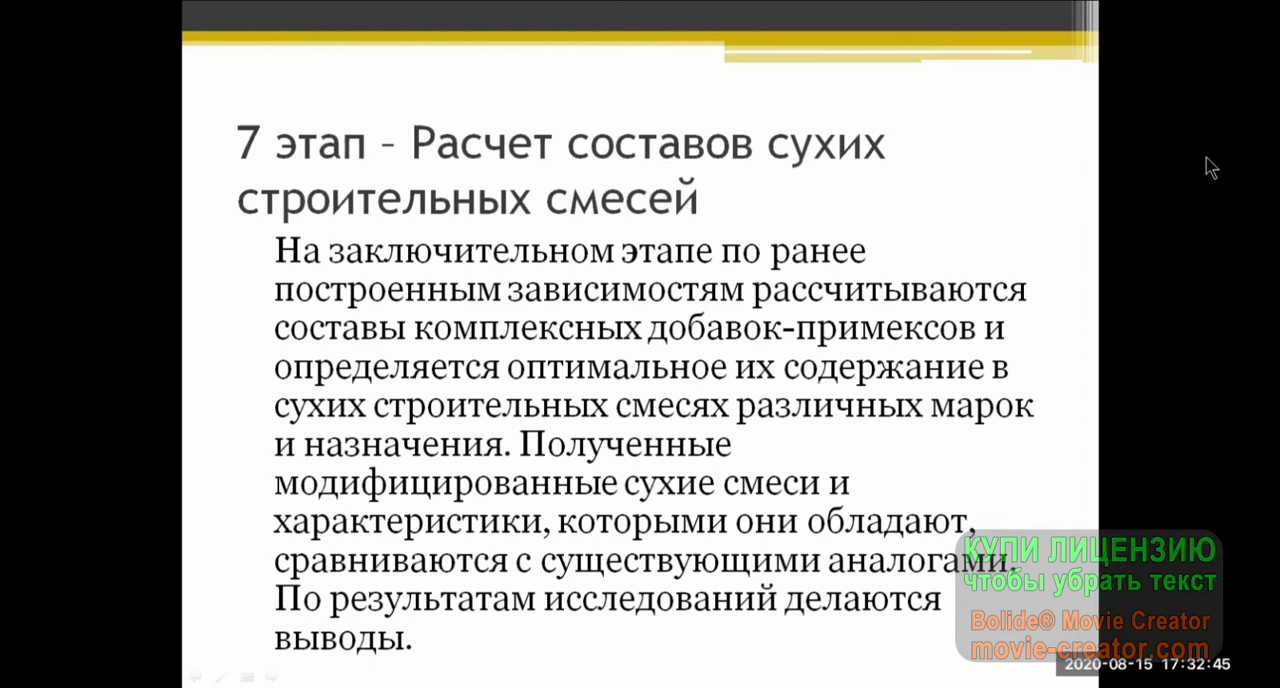 7 этап – Расчет составов сухих
строительных смесей
На заключительном этапе по ранее
построенным зависимостям рассчитываются
составы комплексных добавок-примексов и
определяется оптимальное их содержание в
сухих строительных смесях различных марок
и назначения. Полученные
модифицированные сухие смеси и
характеристики, которыми они обладают,
сравниваются с существующими аналогами.
По результатам исследований делаются
выводы.
КУПИ ЛИЦЕНЗИЮ
чтобы убрать текст
Bolide® Movie Creator
movie-creator.com
2020-08-15 17:32:45